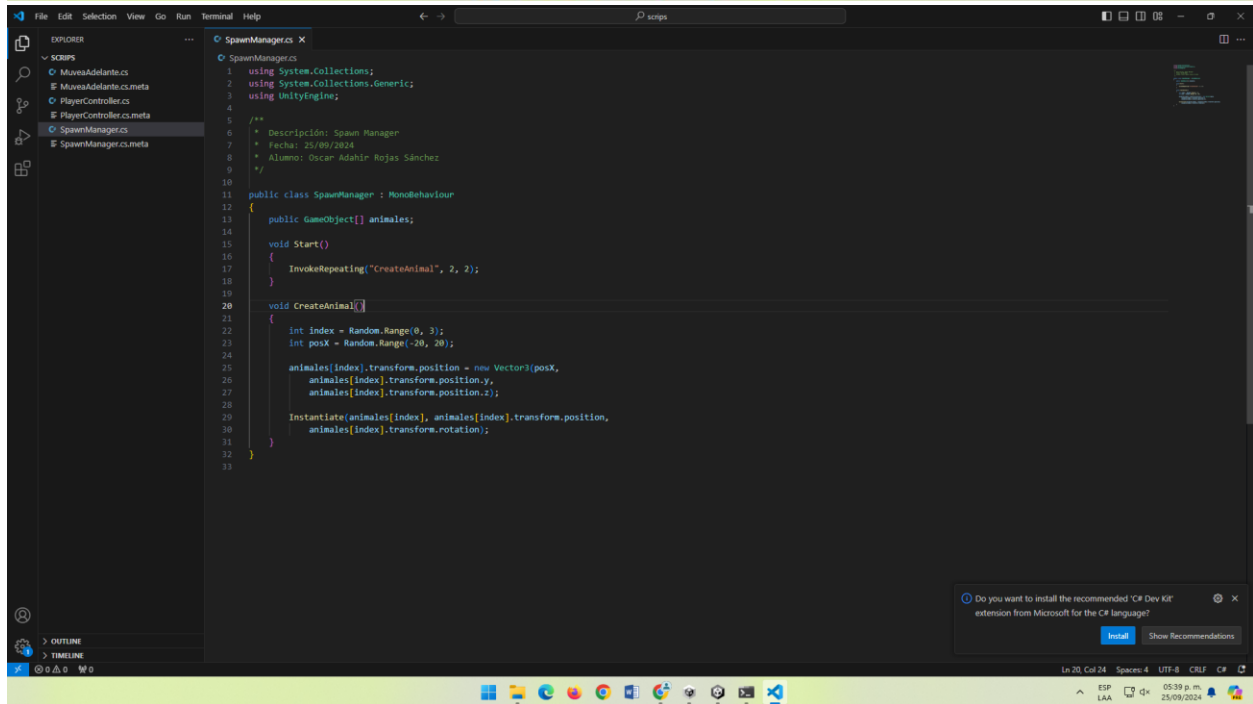 File Edit Selection View Go Run Terminal Help
scrips
EXPLORER
SpawnManager.cs
SCRIPS
MuveaAdelante.cs
MuveaAdelante.cs.meta
PlayerController.cs
PlayerController.cs.meta
SpawnManager.cs
SpawnManager.cs.meta
SpawnManager.cs
1 using System.Collections;
2 using System.Collections.Generic;
3 using UnityEngine;
4
5 /**
6 * Descripción: Spawn Manager
7 * Fecha: 25/09/2024
8 * Alumno: Oscar Adahir Rojas Sánchez
9 */
10
11 public class SpawnManager : MonoBehaviour
12 {
13 public GameObject[] animales;
14
15 void Start()
16 {
17 InvokeRepeating("CreateAnimal", 2, 2);
18 }
19
20 void CreateAnimal()
21 {
22 int index = Random.Range(0, 3);
23 int posX = Random.Range(-20, 20);
24
25 animales[index].transform.position = new Vector3(posX,
26 animales[index].transform.position.y,
27 animales[index].transform.position.z);
28
29 Instantiate(animales[index], animales[index].transform.position,
30 animales[index].transform.rotation);
31 }
32 }
33
Do you want to install the recommended 'C# Dev Kit'
extension from Microsoft for the C# language?
Install Show Recommendations
OUTLINE
TIMELINE
0 0 0 Ln 20, Col 24 Spaces: 4 UTF-8 CRLF C#
ESP
LAA
05:39 p. m.
25/09/2024